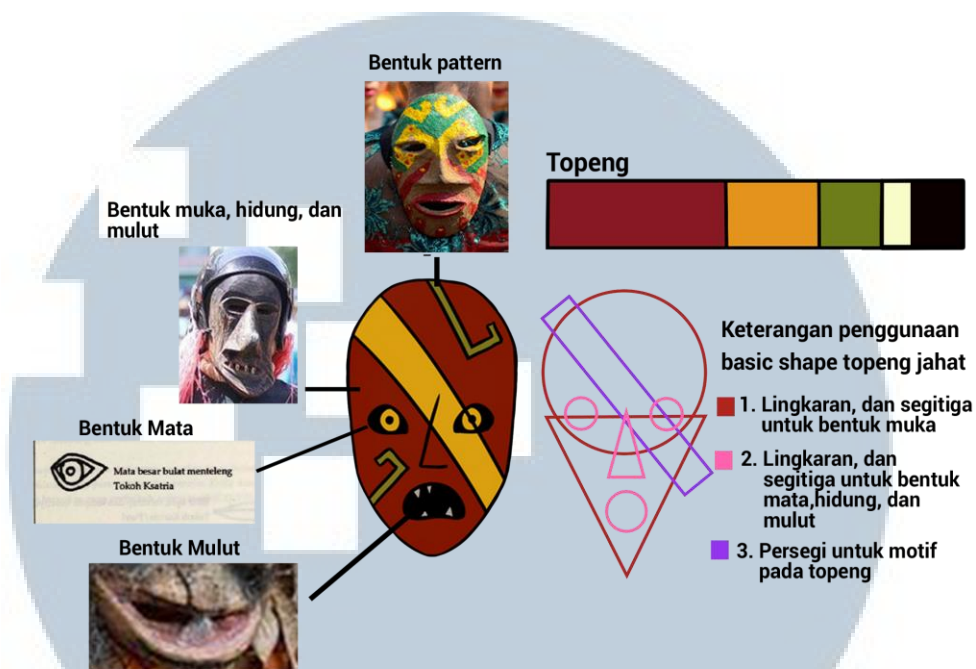 Bentuk pattern
Topeng
Bentuk muka, hidung, dan
mulut
Keterangan penggunaan
basic shape topeng jahat
1. Lingkaran, dan segitiga
untuk bentuk muka
Bentuk Mata
Mata besar bulat menteleng
Tokoh Ksatria
2. Lingkaran, dan
segitiga untuk bentuk
mata,hidung, dan
mulut
Bentuk Mulut
3. Persegi untuk motif
pada topeng